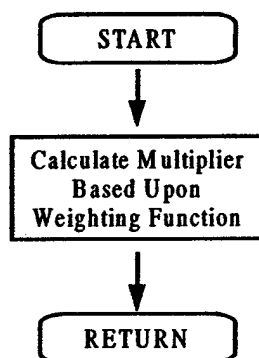 START
Calculate Multiplier
Based Upon
Weighting Function
RETURN